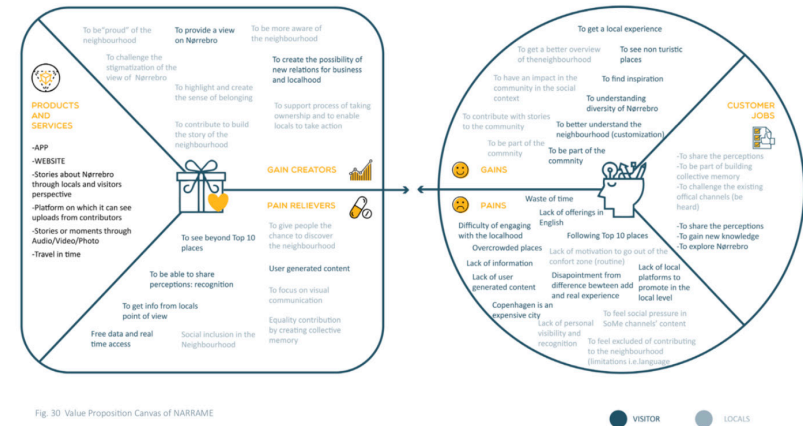 To be"proud" of the
neighbourhood
To provide a view
on Nørrebro
To be more aware of
the neighbourhood
To challenge the
stigmatization of the
view of Nørrebro
To create the possibility of
new relations for business
and localhood
To highlight and create
the sense of belonging
To support process of taking
ownership and to enable
locals to take action
To contribute to build
the story of the
neighbourhood
GAIN CREATORS
PRODUCTS
AND
SERVICES
-APP
-WEBSITE
-Stories about Nørrebro
through locals and visitors
perspective
-Platform on which it can see
uploads from contributors
-Stories or moments through
Audio/Video/Photo
-Travel in time
PAIN RELIEVERS
To give people the
chance to discover
the neighbourhood
To see beyond Top 10
places
User generated content
To be able to share
perceptions: recognition
To focus on visual
communication
To get info from locals
point of view
Equality contribution
by creating collective
memory
Free data and real
time access
Social inclusion in the
Neighbourhood
To get a local experience
To get a better overview
of theneighbourhood
To see non turistic
places
To have an impact in the
community in the social
context
To find inspiration
To understanding
diversity of Nørrebro
To contribute with stories
to the community
To better understand the
neighbourhood (customization)
To be part of the
commnity
To be part of the
commnity
GAINS
CUSTOMER
JOBS
-To share the perceptions
-To be part of building
collective memory
-To challenge the existing
offical channels (be
heard)
-To share the perceptions
-To gain new knowledge
-To explore Nørrebro
PAINS
Waste of time
Lack of offerings in
English
Difficulty of engaging
with the localhood
Following Top 10 places
Overcrowded places
Lack of motivation to go out of the
confort zone (routine)
Lack of information
Lack of user
generated content
Disapointment from
difference bewteen add
and real experience
Lack of local
platforms to
promote in the
local level
Copenhagen is an
expensive city
To feel social pressure in
SoMe channels' content
Lack of personal
visibility and
recognition
To feel excluded of contributing
to the neighbourhood
(limitations i.e.language
Fig. 30 Value Proposition Canvas of NARRAME
VISITOR
LOCALS